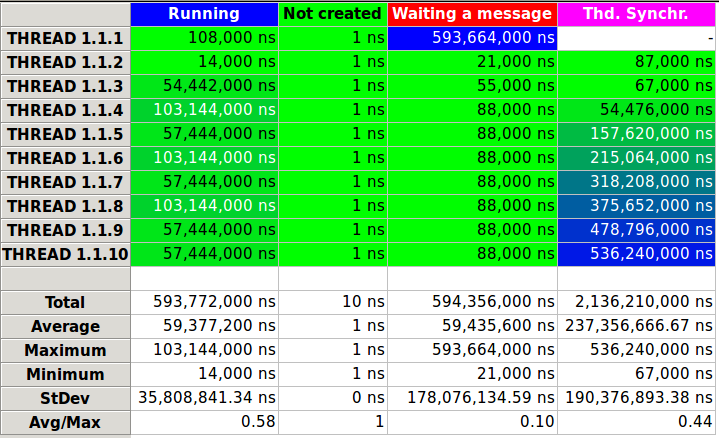 Running Not created Waiting a message Thd. Synchr.
THREAD 1.1.1 108,000 ns 1 ns 593,664,000 ns -
THREAD 1.1.2 14,000 ns 1 ns 21,000 ns 87,000 ns
THREAD 1.1.3 54,442,000 ns 1 ns 55,000 ns 67,000 ns
THREAD 1.1.4 103,144,000 ns 1 ns 88,000 ns 54,476,000 ns
THREAD 1.1.5 57,444,000 ns 1 ns 88,000 ns 157,620,000 ns
THREAD 1.1.6 103,144,000 ns 1 ns 88,000 ns 215,064,000 ns
THREAD 1.1.7 57,444,000 ns 1 ns 88,000 ns 318,208,000 ns
THREAD 1.1.8 103,144,000 ns 1 ns 88,000 ns 375,652,000 ns
THREAD 1.1.9 57,444,000 ns 1 ns 88,000 ns 478,796,000 ns
THREAD 1.1.10 57,444,000 ns 1 ns 88,000 ns 536,240,000 ns
Total 593,772,000 ns 10 ns 594,356,000 ns 2,136,210,000 ns
Average 59,377,200 ns 1 ns 59,435,600 ns 237,356,666.67 ns
Maximum 103,144,000 ns 1 ns 593,664,000 ns 536,240,000 ns
Minimum 14,000 ns 1 ns 21,000 ns 67,000 ns
StDev 35,808,841.34 ns 0 ns 178,076,134.59 ns 190,376,893.38 ns
Avg/Max 0.58 1 0.10 0.44